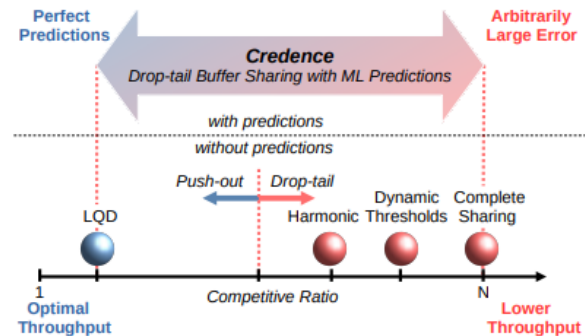 Perfect
Predictions
Arbitrarily
Large Error
Credence
Drop-tail Buffer Sharing with ML Predictions
with predictions
without predictions
Push-out
Drop-tail
LQD
Harmonic
Dynamic
Thresholds
Complete
Sharing
1
N
Optimal
Throughput
Competitive Ratio
Lower
Throughput